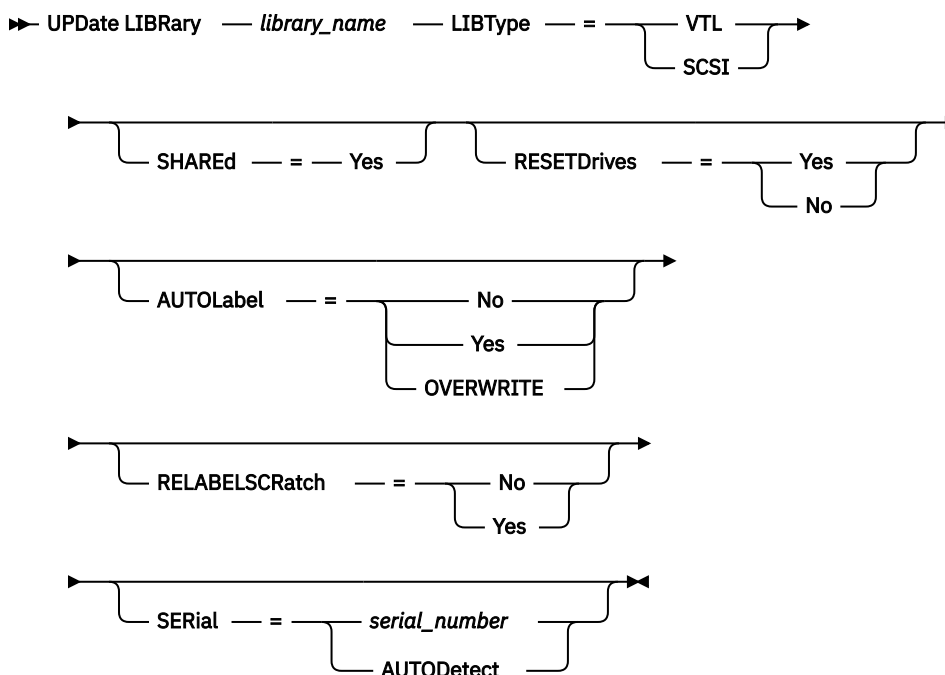 UPDate LIBRary library_name LIBType = VTL
SCSI
SHAREd = Yes RESETDrives = Yes
No
AUTOLabel = No
Yes
OVERWRITE
RELABELSCRatch = No
Yes
SERial = serial_number
AUTODetect